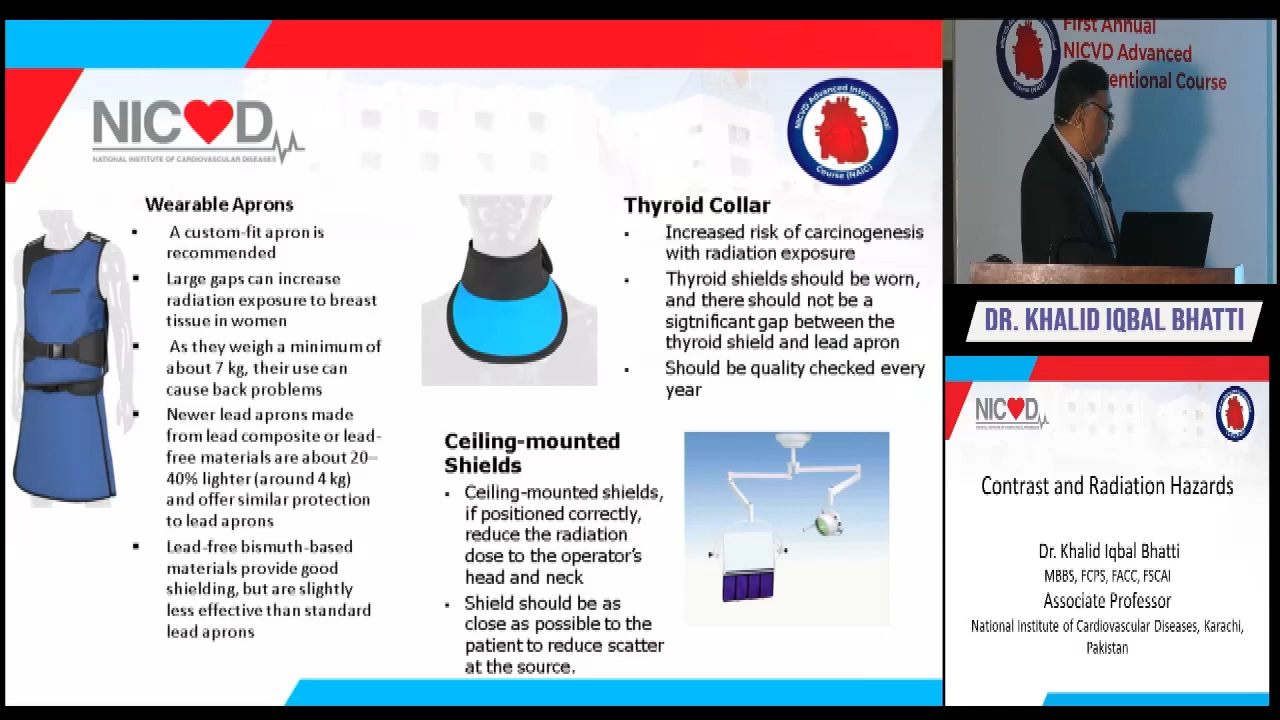 NIC D
NATIONAL INSTITUTE OF CARDIOVASCULAR DISEASES
NICVD Advanced Interventional
Course (NAIC)
Wearable Aprons
▪ A custom-fit apron is
recommended
▪ Large gaps can increase
radiation exposure to breast
tissue in women
▪ As they weigh a minimum of
about 7 kg, their use can
cause back problems
▪ Newer lead aprons made
from lead composite or lead-
free materials are about 20–
40% lighter (around 4 kg)
and offer similar protection
to lead aprons
▪ Lead-free bismuth-based
materials provide good
shielding, but are slightly
less effective than standard
lead aprons
Thyroid Collar
▪ Increased risk of carcinogenesis
with radiation exposure
▪ Thyroid shields should be worn,
and there should not be a
sigtnificant gap between the
thyroid shield and lead apron
▪ Should be quality checked every
year
Ceiling-mounted
Shields
▪ Ceiling-mounted shields,
if positioned correctly,
reduce the radiation
dose to the operator's
head and neck
▪ Shield should be as
close as possible to the
patient to reduce scatter
at the source.
First Annual
NICVD Advanced
entional Course
DR. KHALID IQBAL BHATTI
NIC D
Contrast and Radiation Hazards
Dr. Khalid Iqbal Bhatti
MBBS, FCPS, FACC, FSCAI
Associate Professor
National Institute of Cardiovascular Diseases, Karachi,
Pakistan